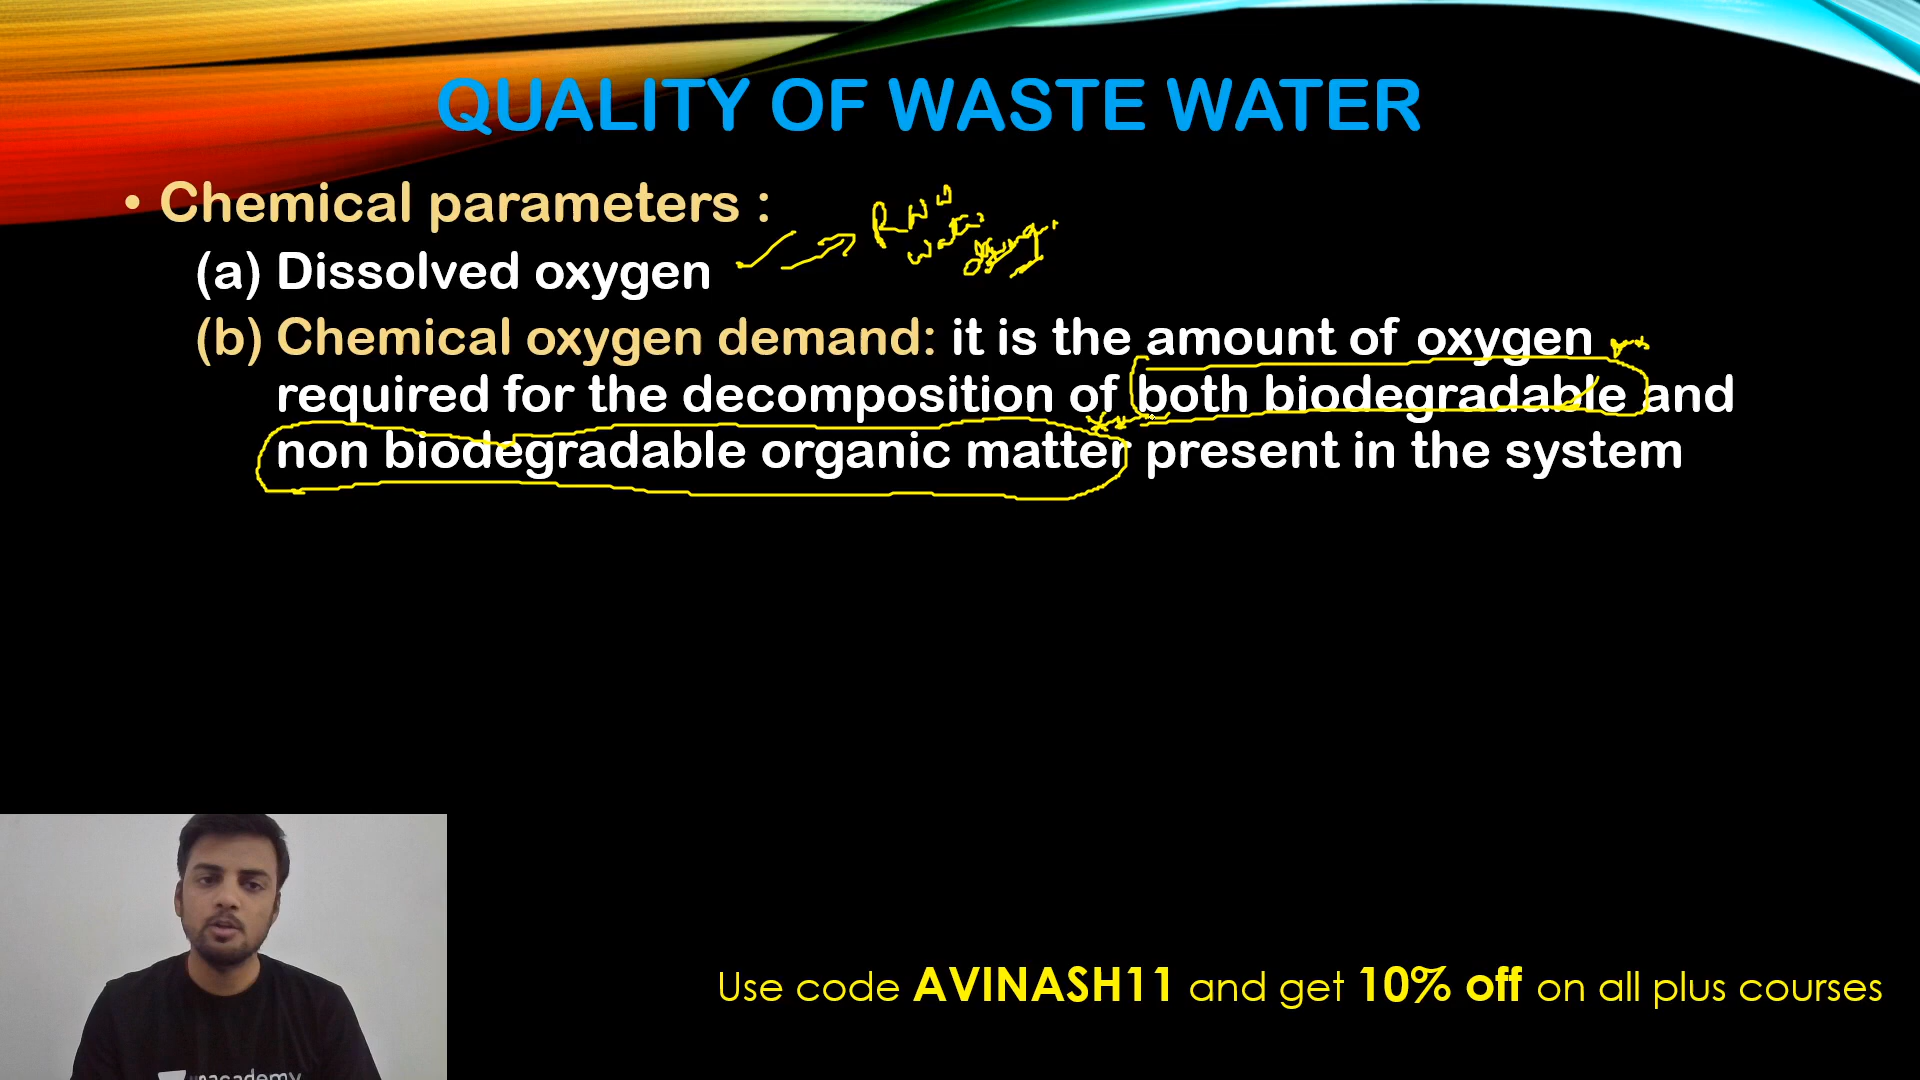 QUALITY OF WASTE WATER
• Chemical parameters :
(a) Dissolved oxygen
RWW
(b) Chemical oxygen demand: it is the amount of oxygen
required for the decomposition of both biodegradable and
non biodegradable organic matter present in the system
Use code AVINASH11 and get 10% off on all plus courses